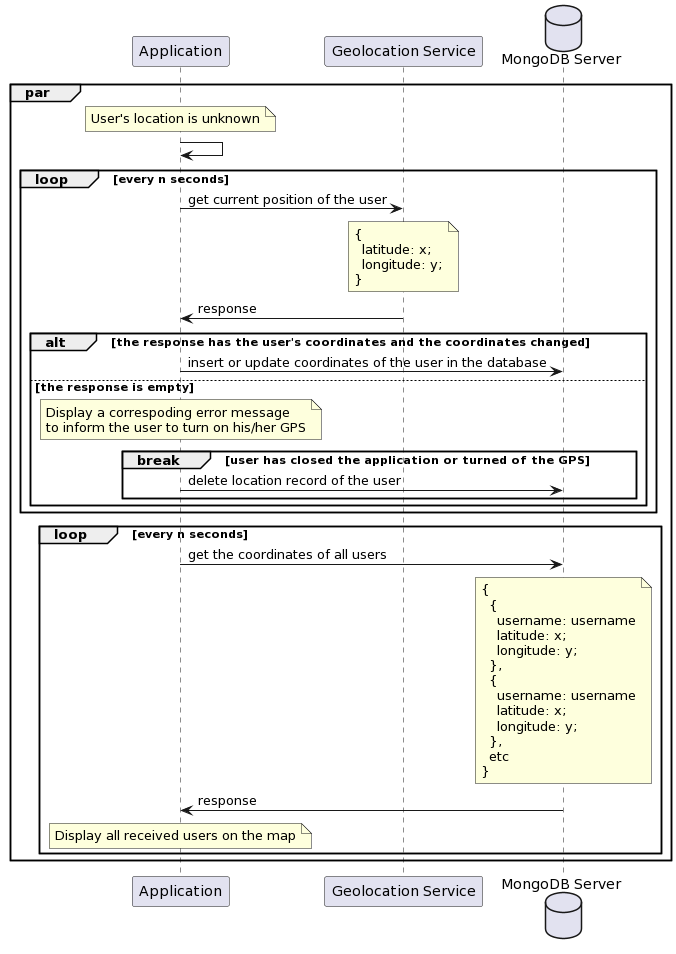 Application
Geolocation Service
MongoDB Server
par
User's location is unknown
loop [every n seconds]
get current position of the user
{
latitude: x;
longitude: y;
}
response
alt [the response has the user's coordinates and the coordinates changed]
insert or update coordinates of the user in the database
[the response is empty]
Display a correspoding error message
to inform the user to turn on his/her GPS
break [user has closed the application or turned of the GPS]
delete location record of the user
loop [every n seconds]
get the coordinates of all users
{
{
username: username
latitude: x;
longitude: y;
},
{
username: username
latitude: x;
longitude: y;
},
etc
}
response
Display all received users on the map
Application
Geolocation Service
MongoDB Server